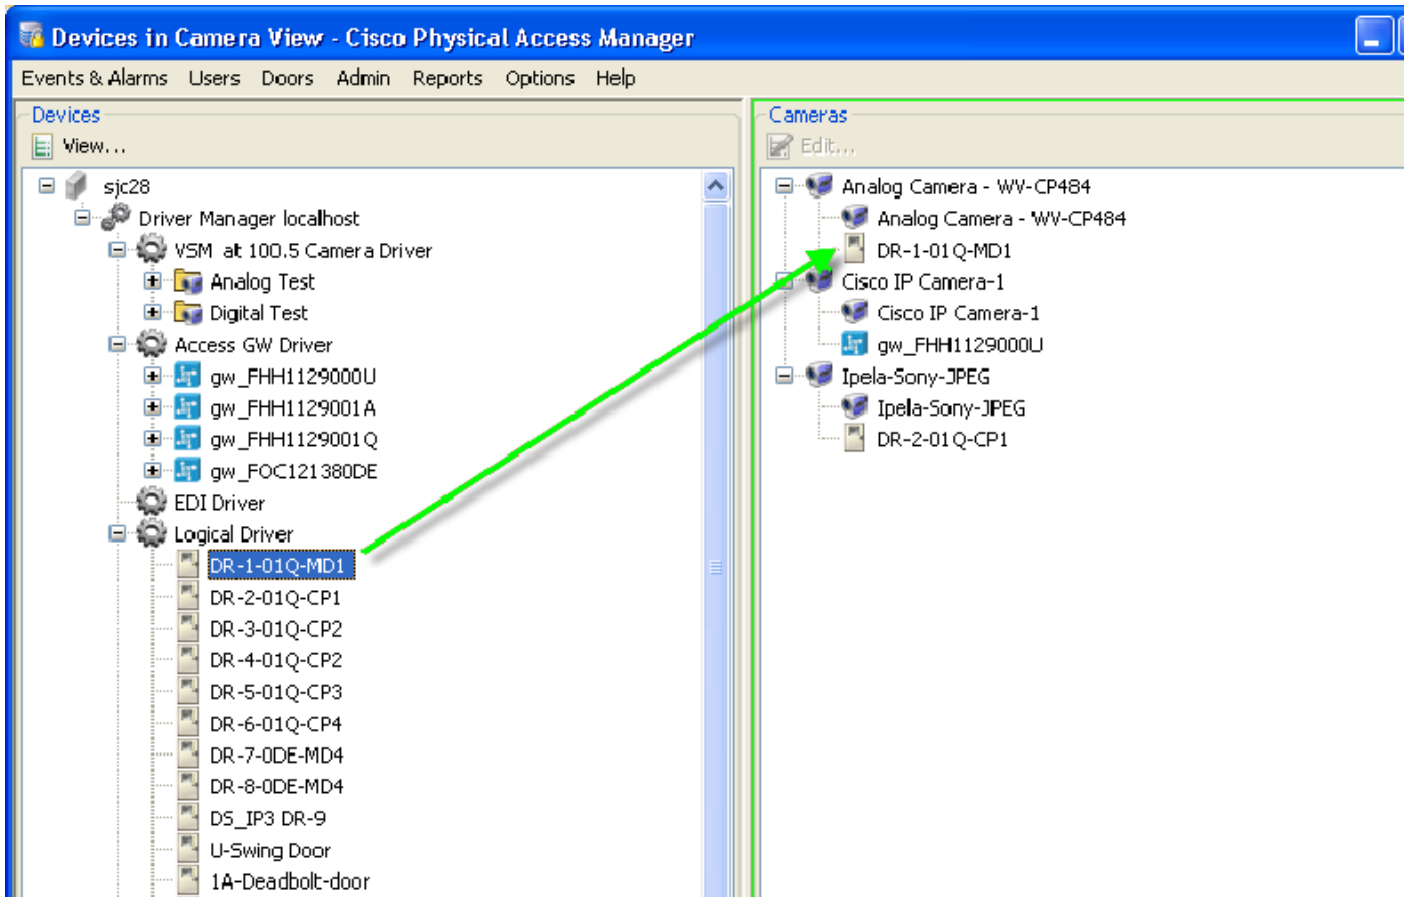 Devices in Camera View - Cisco Physical Access Manager
Events & Alarms Users Doors Admin Reports Options Help
Devices
View...
sjc28
Driver Manager localhost
VSM at 100.5 Camera Driver
Analog Test
Digital Test
Access GW Driver
gw_FHH1129000U
gw_FHH1129001A
gw_FHH1129001Q
gw_FOC121380DE
EDI Driver
Logical Driver
DR-1-01Q-MD1
DR-2-01Q-CP1
DR-3-01Q-CP2
DR-4-01Q-CP2
DR-5-01Q-CP3
DR-6-01Q-CP4
DR-7-0DE-MD4
DR-8-0DE-MD4
DS_IP3 DR-9
U-Swing Door
1A-Deadbolt-door
Cameras
Edit...
Analog Camera - WV-CP484
Analog Camera - WV-CP484
DR-1-01Q-MD1
Cisco IP Camera-1
Cisco IP Camera-1
gw_FHH1129000U
Ipela-Sony-JPEG
Ipela-Sony-JPEG
DR-2-01Q-CP1